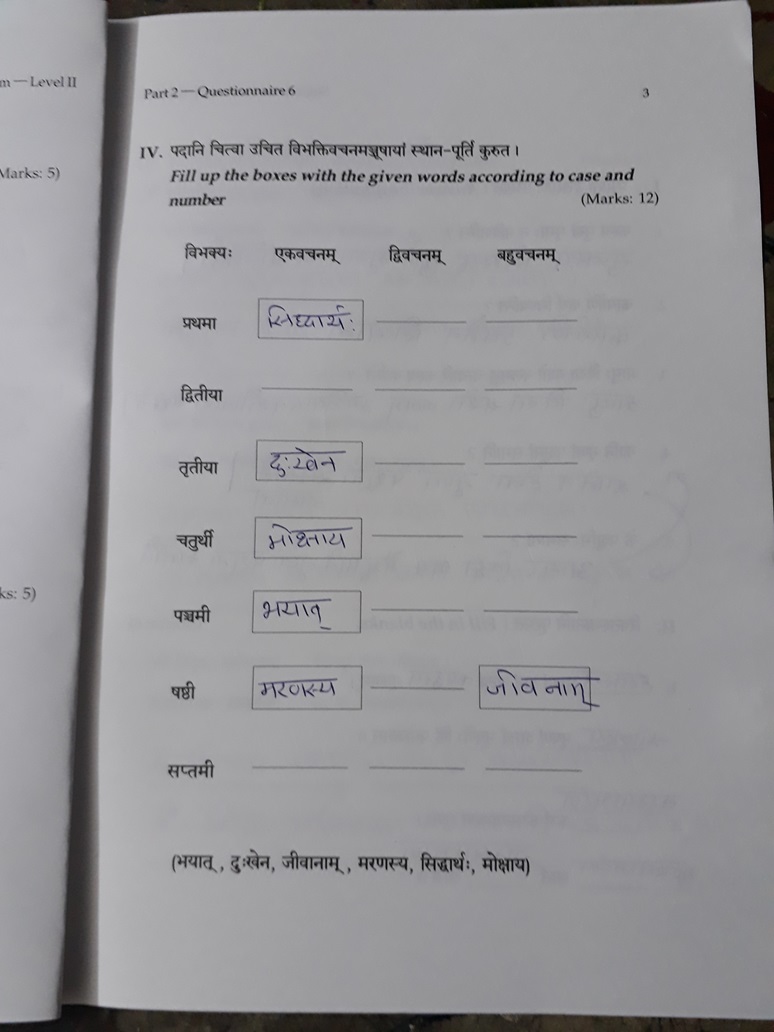 m — Level II
Part 2 — Questionnaire 6 3
Marks: 5)
IV. पदानि चित्वा उचित विभक्तिवचनमञ्जूषायां स्थान-पूर्ति कुरुत ।
Fill up the boxes with the given words according to case and
number (Marks: 12)
विभक्यः एकवचनम् द्विवचनम् बहुवचनम्
प्रथमा सिध्दार्थः
द्वितीया
तृतीया दुःखेन
चतुर्थी मोक्षाय
ks: 5)
पञ्चमी भयात्
षष्ठी मरणस्य जीवनाम्
सप्तमी
(भयात् , दुःखेन, जीवानाम् , मरणस्य, सिद्धार्थः, मोक्षाय)